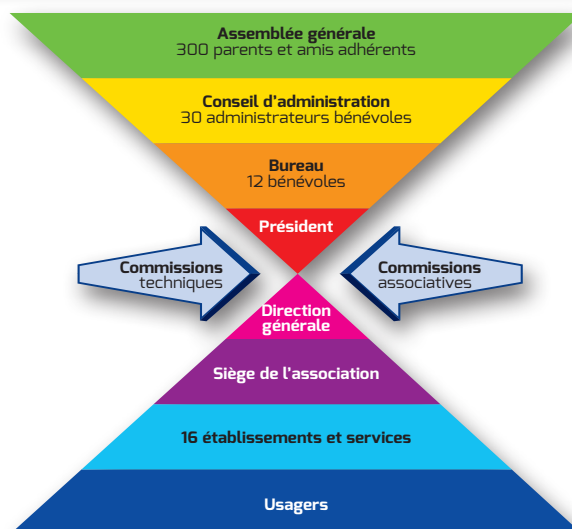 Assemblée générale
300 parents et amis adhérents
Conseil d'administration
30 administrateurs bénévoles
Bureau
12 bénévoles
Président
Commissions
techniques
Commissions
associatives
Direction
générale
Siège de l'association
16 établissements et services
Usagers